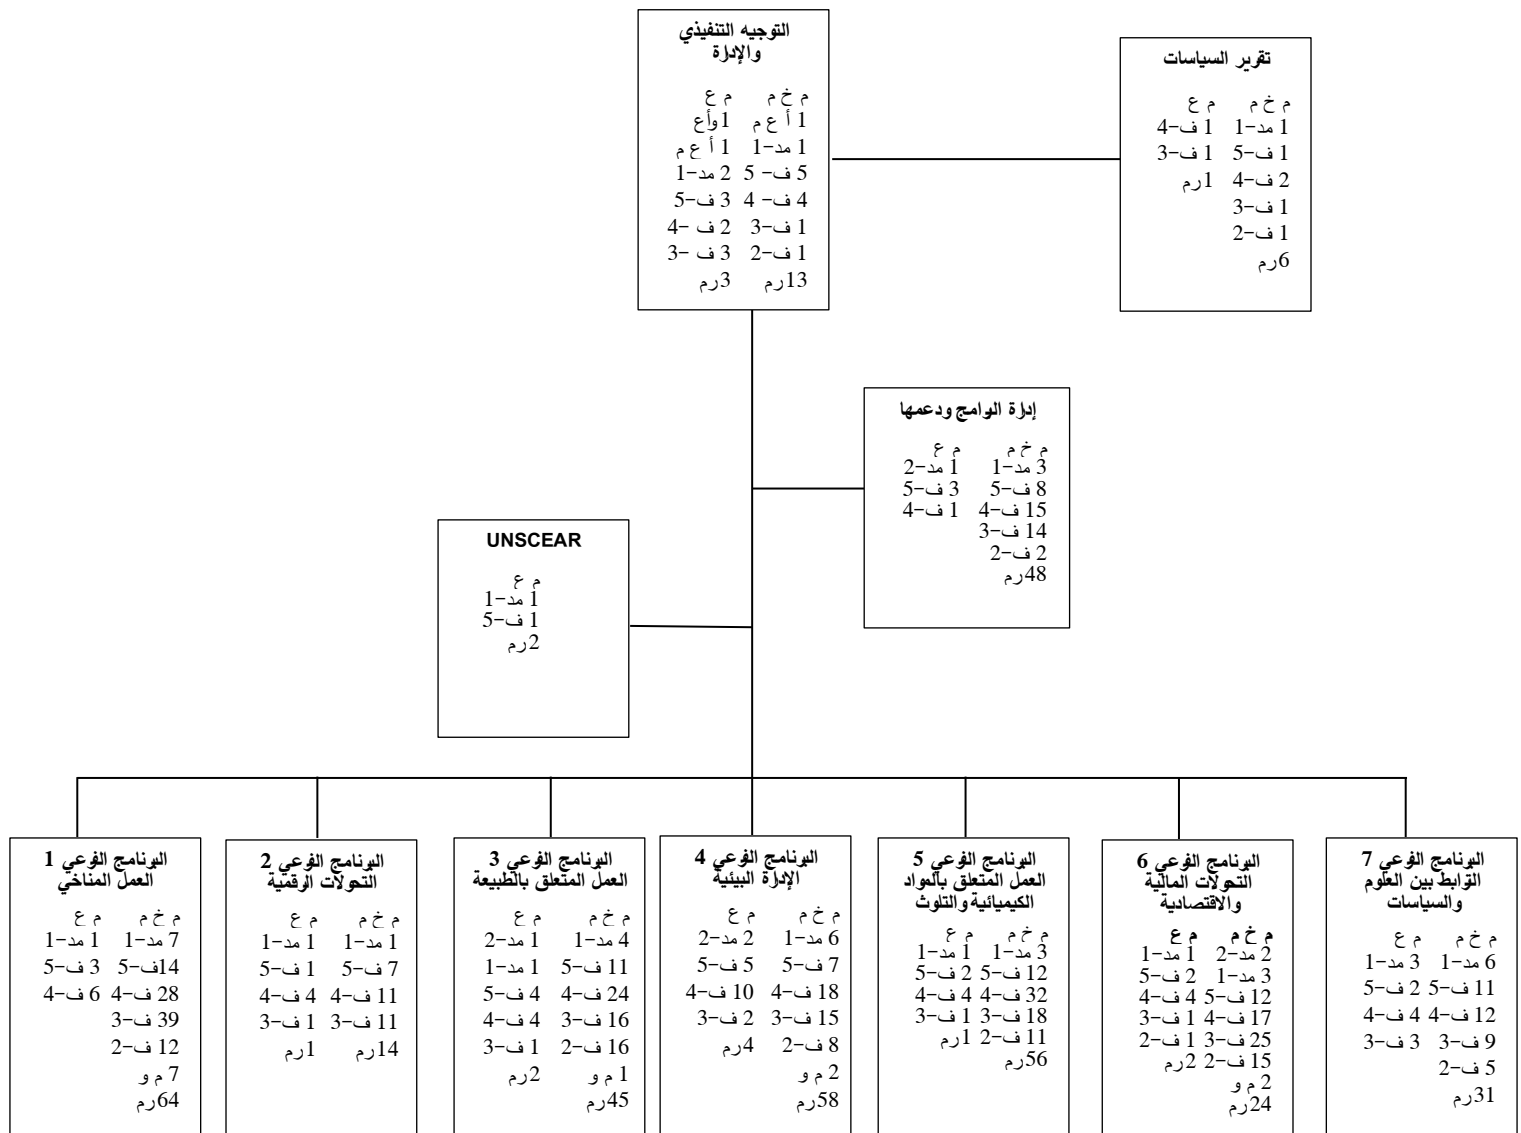 التوجيه التنفيذي
والإدارة
م خ م م ع
1 أ ع م 1وأع
1 مد-1 1 أ ع م
5 ف-5 2 مد-1
4 ف-4 3 ف-5
1 ف-3 2 ف-4
1 ف-2 3 ف-3
13رم 3رم
تقرير السياسات
م خ م م ع
1 مد-1 1 ف-4
1 ف-5 1 ف-3
2 ف-4 1رم
1 ف-3
1 ف-2
6رم
إدارة البرامج ودعمها
م خ م م ع
3 مد-1 1 مد-2
8 ف-5 3 ف-5
15 ف-4 1 ف-4
14 ف-3
2 ف-2
48رم
UNSCEAR
م ع
1 مد-1
1 ف-5
2رم
البرنامج الفرعي 1
العمل المناخي
م خ م م ع
7 مد-1 1 مد-1
14ف-5 3 ف-5
28 ف-4 6 ف-4
39 ف-3
12 ف-2
7 م و
64رم
البرنامج الفرعي 2
التحولات الرقمية
م خ م م ع
1 مد-1 1 مد-1
7 ف-5 1 ف-5
11 ف-4 4 ف-4
11 ف-3 1 ف-3
14رم 1رم
البرنامج الفرعي 3
العمل المتعلق بالطبيعة
م خ م م ع
4 مد-1 1 مد-2
11 ف-5 1 مد-1
24 ف-4 4 ف-5
16 ف-3 4 ف-4
16 ف-2 1 ف-3
1 م و 2رم
45رم
البرنامج الفرعي 4
الإدارة البيئية
م خ م م ع
6 مد-1 2 مد-2
7 ف-5 5 ف-5
18 ف-4 10 ف-4
15 ف-3 2 ف-3
8 ف-2 4رم
2 م و
58رم
البرنامج الفرعي 5
العمل المتعلق بالمواد
الكيميائية والتلوث
م خ م م ع
3 مد-1 1 مد-1
12 ف-5 2 ف-5
32 ف-4 4 ف-4
18 ف-3 1 ف-3
11 ف-2 1رم
56رم
البرنامج الفرعي 6
التحولات المالية
والاقتصادية
م خ م م ع
2 مد-2 1 مد-1
3 مد-1 2 ف-5
12 ف-5 4 ف-4
17 ف-4 1 ف-3
25 ف-3 1 ف-2
15 ف-2 2رم
2 م و
24رم
البرنامج الفرعي 7
الترابط بين العلوم
والسياسات
م خ م م ع
6 مد-1 3 مد-1
11 ف-5 2 ف-5
12 ف-4 4 ف-4
9 ف-3 3 ف-3
5 ف-2
31رم